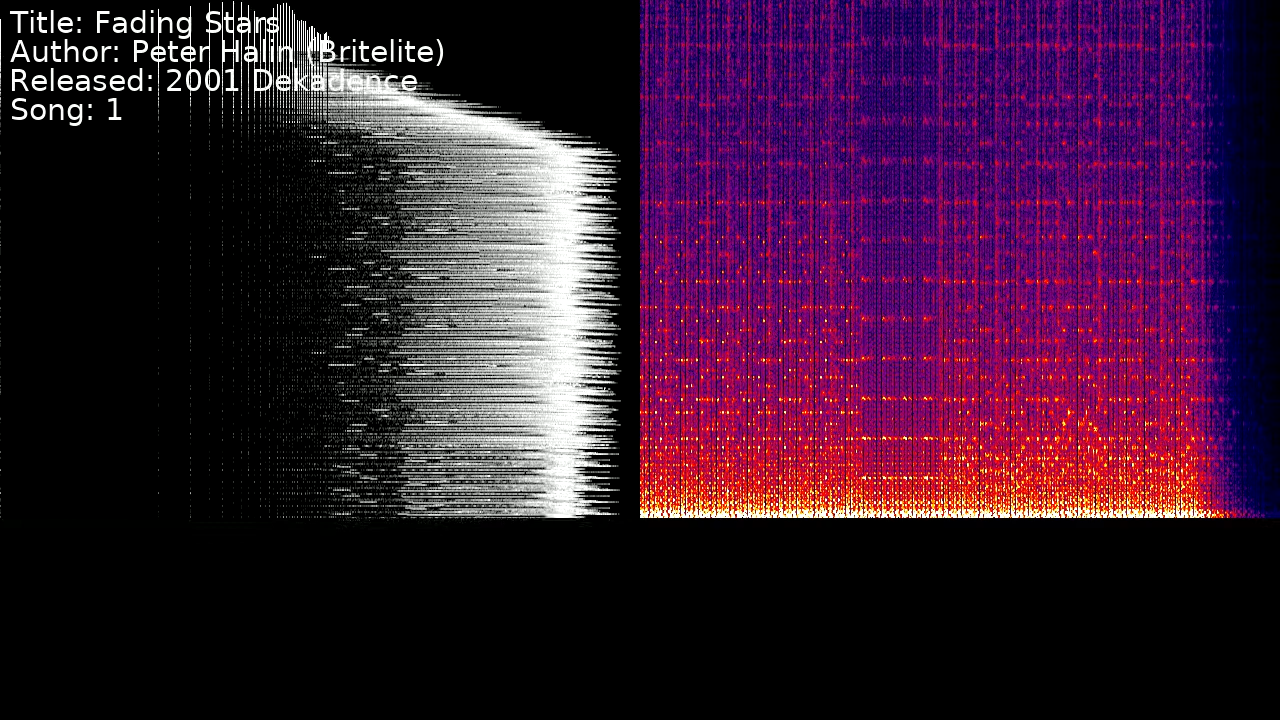 Title: Fading Stars
Author: Peter Halin (Britelite)
Released: 2001 Dekadence
Song: 1